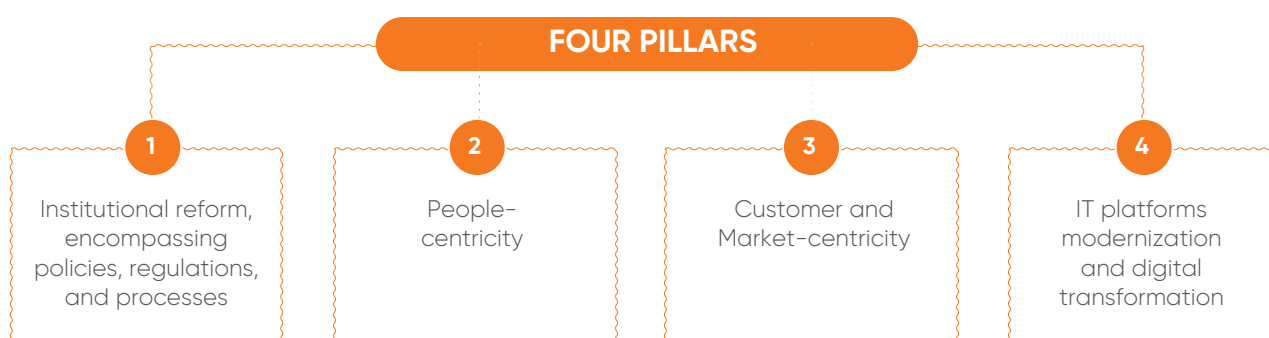 FOUR PILLARS
1
Institutional reform,
encompassing
policies, regulations,
and processes
2
People-
centricity
3
Customer and
Market-centricity
4
IT platforms
modernization
and digital
transformation